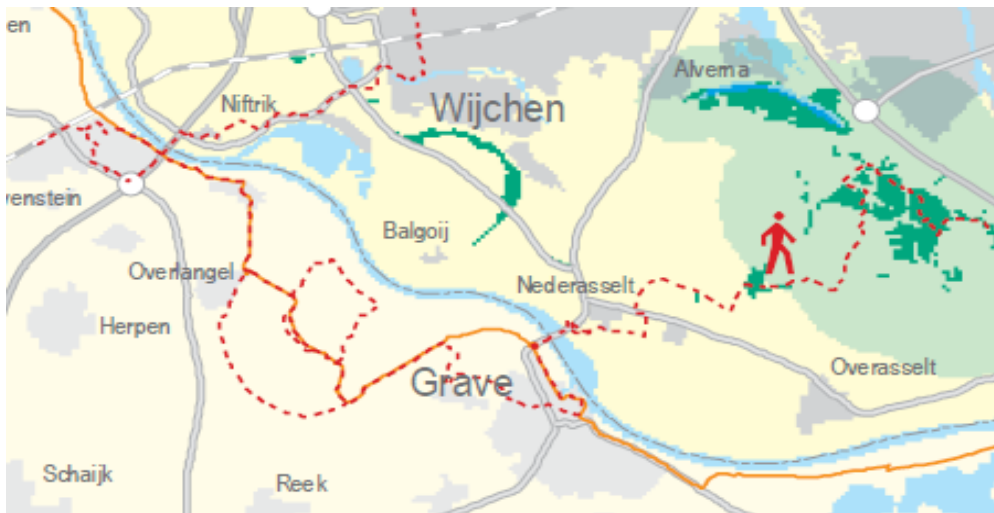 en
Alverna
Niftrik
Wijchen
venstein
Balgoij
Overlangel
Nederasselt
Herpen
Overasselt
Grave
Schaijk
Reek